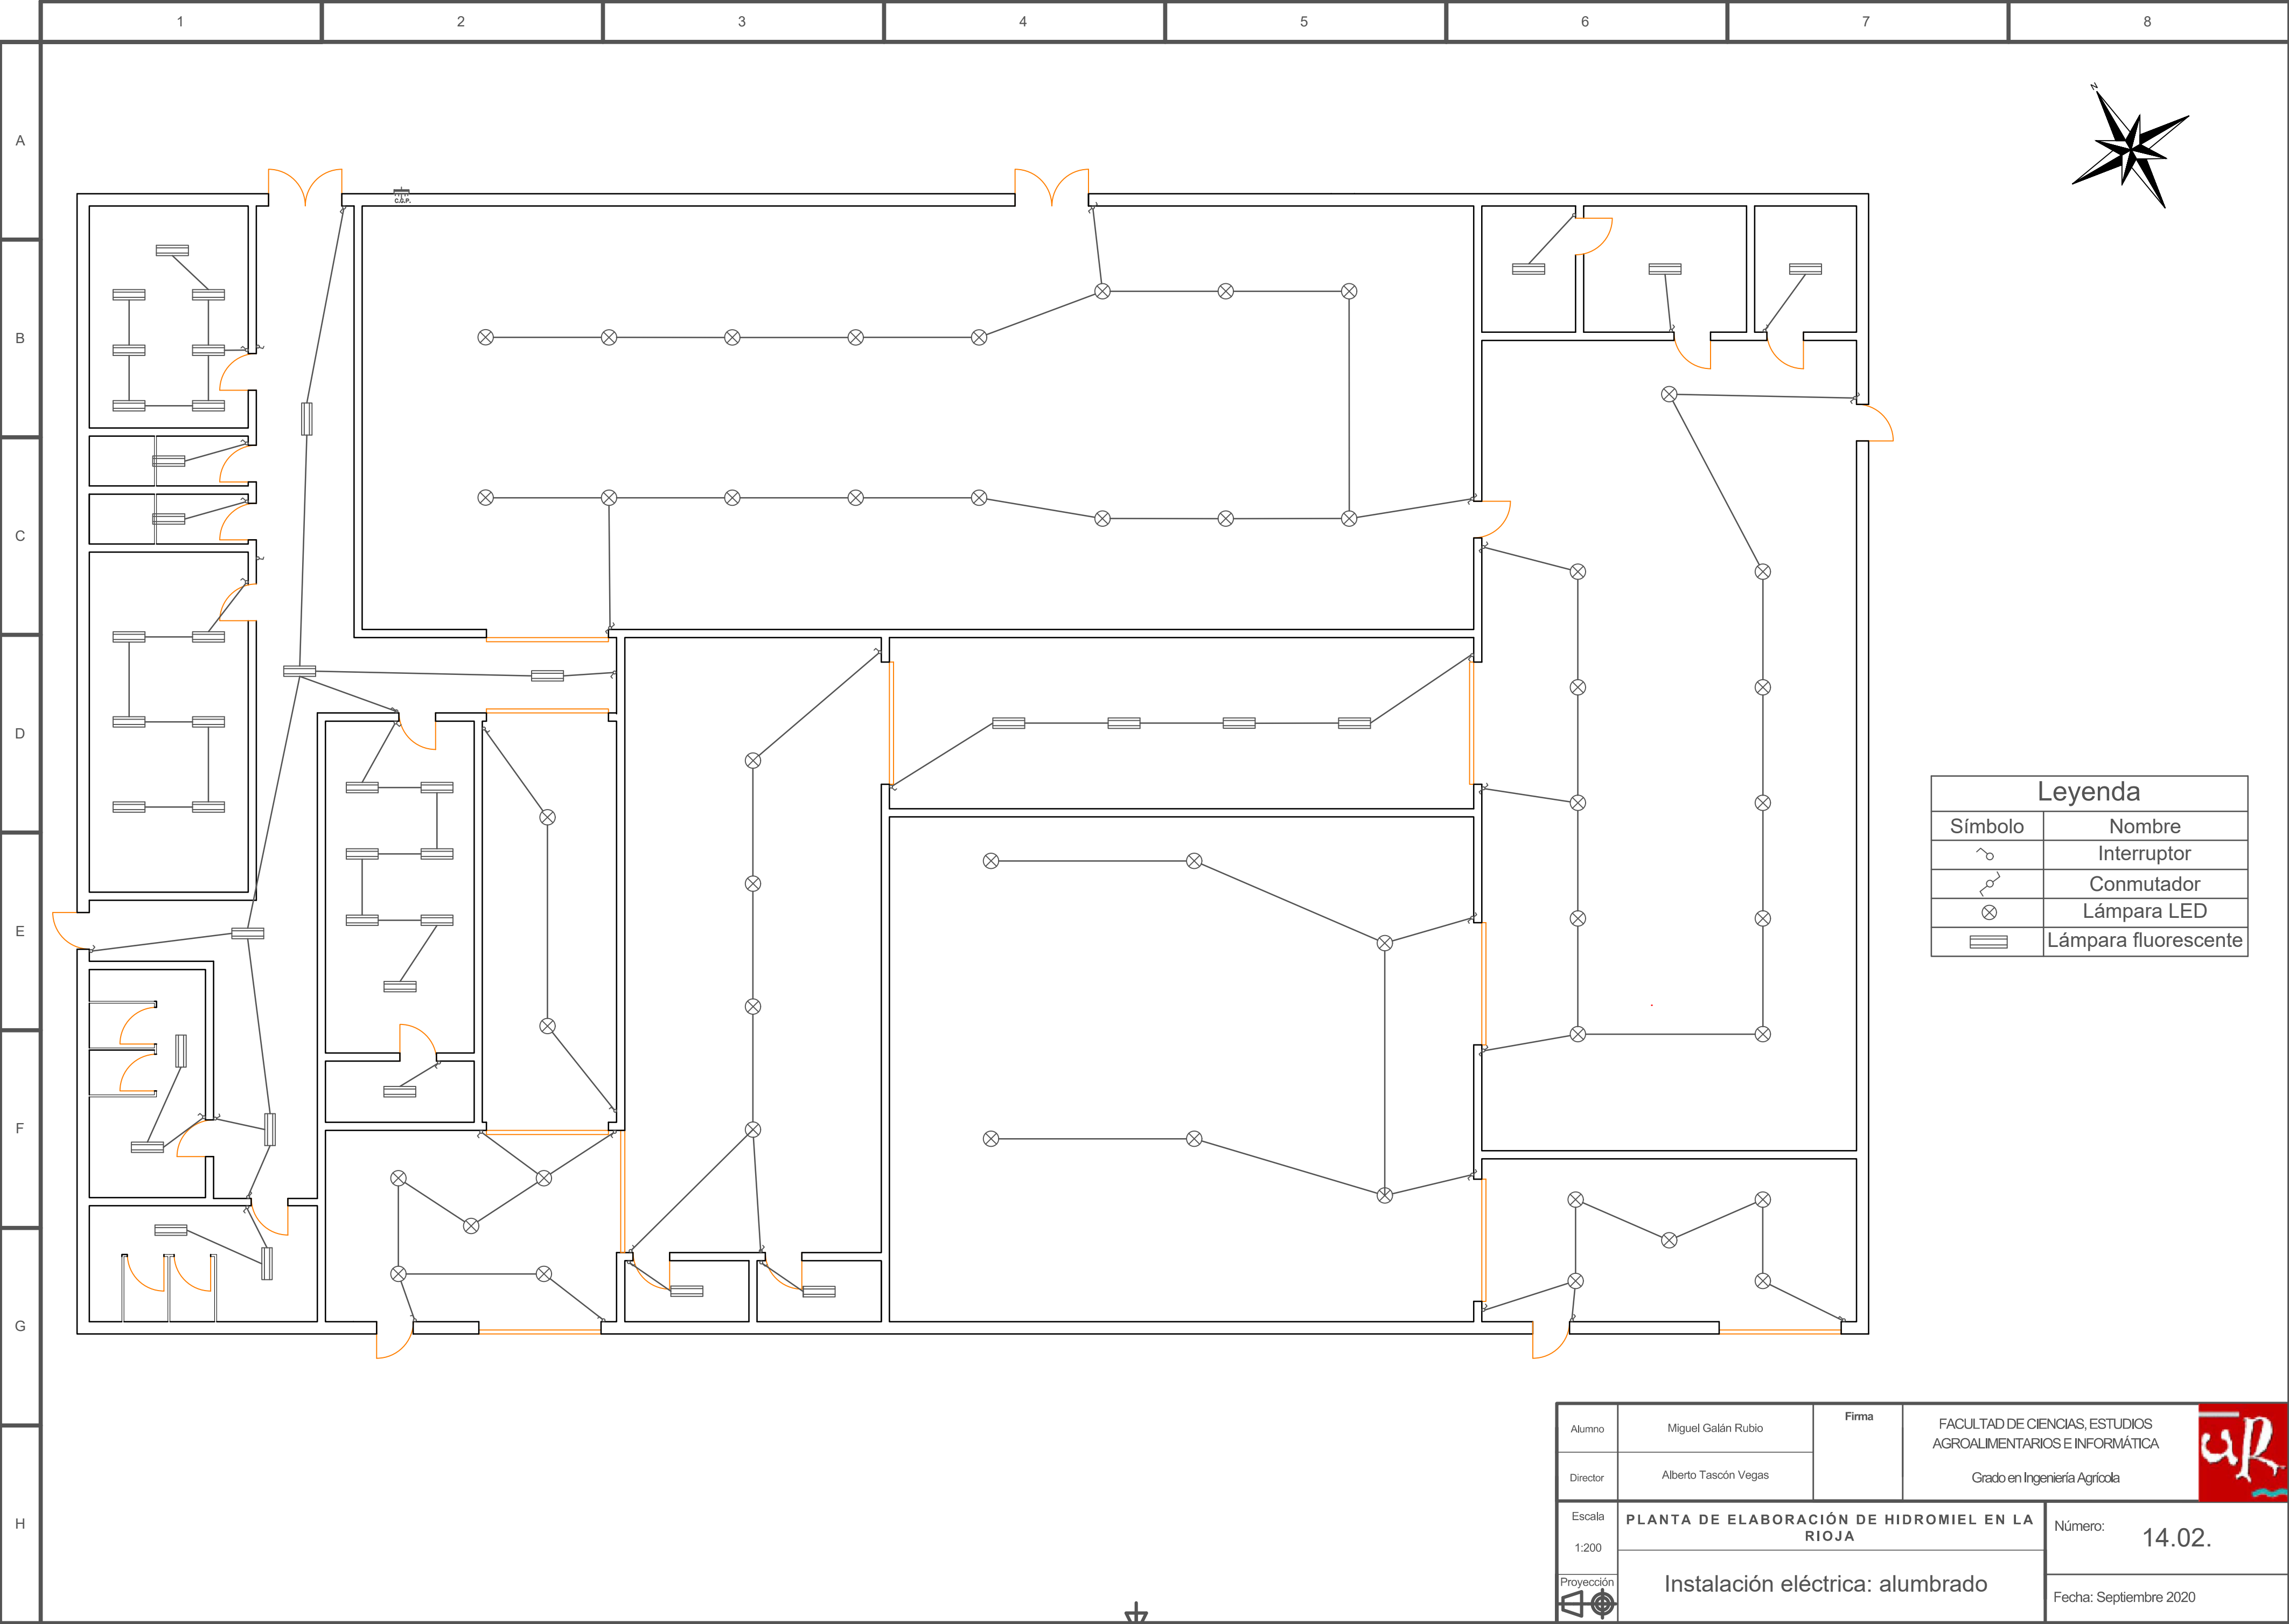 1 2 3 4 5 6 7 8
A
B
C
D
E
F
G
H
N
C.G.P.
Leyenda
Símbolo Nombre
Interruptor
Conmutador
Lámpara LED
Lámpara fluorescente
Alumno Miguel Galán Rubio
Director Alberto Tascón Vegas
Firma
FACULTAD DE CIENCIAS, ESTUDIOS
AGROALIMENTARIOS E INFORMÁTICA
Grado en Ingeniería Agrícola
uR
Escala
1:200
PLANTA DE ELABORACIÓN DE HIDROMIEL EN LA
RIOJA
Número: 14.02.
Proyección
Instalación eléctrica: alumbrado
Fecha: Septiembre 2020